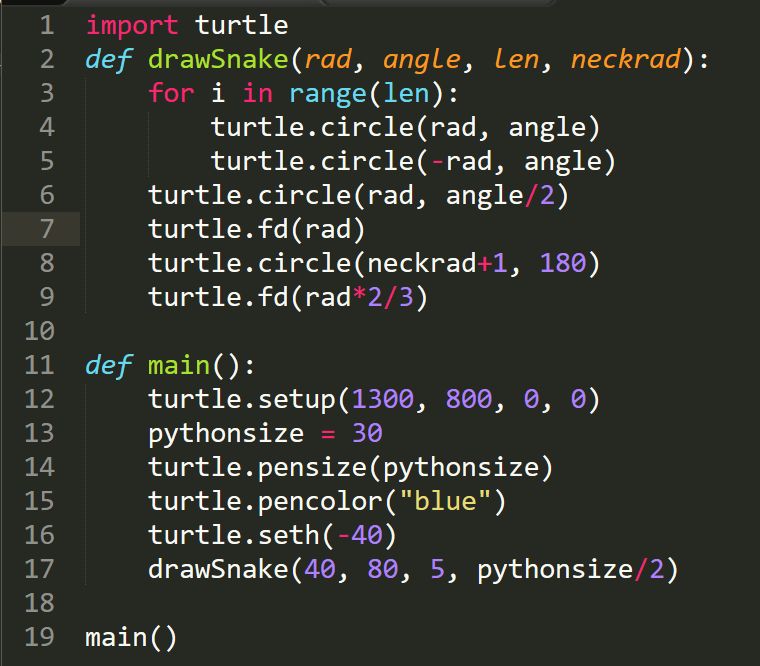 1 import turtle
2 def drawSnake(rad, angle, len, neckrad):
3     for i in range(len):
4         turtle.circle(rad, angle)
5         turtle.circle(-rad, angle)
6     turtle.circle(rad, angle/2)
7     turtle.fd(rad)
8     turtle.circle(neckrad+1, 180)
9     turtle.fd(rad*2/3)
10
11 def main():
12     turtle.setup(1300, 800, 0, 0)
13     pythonsize = 30
14     turtle.pensize(pythonsize)
15     turtle.pencolor("blue")
16     turtle.seth(-40)
17     drawSnake(40, 80, 5, pythonsize/2)
18
19 main()